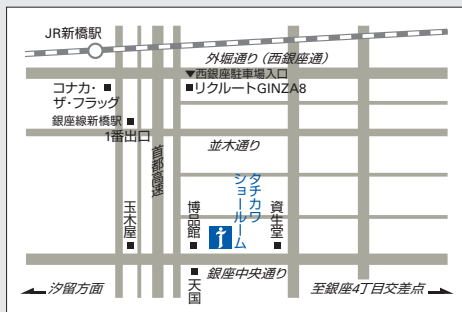 JR新橋駅
外堀通り（西銀座通）
▼西銀座駐車場入口
コナカ・■
ザ・フラッグ
■リクルートGINZA8
銀座線新橋駅■
1番出口
首都高速
並木通り
玉木屋
博品館
タチカワ
ショールーム
資生堂
銀座中央通り
天国
汐留方面
至銀座4丁目交差点